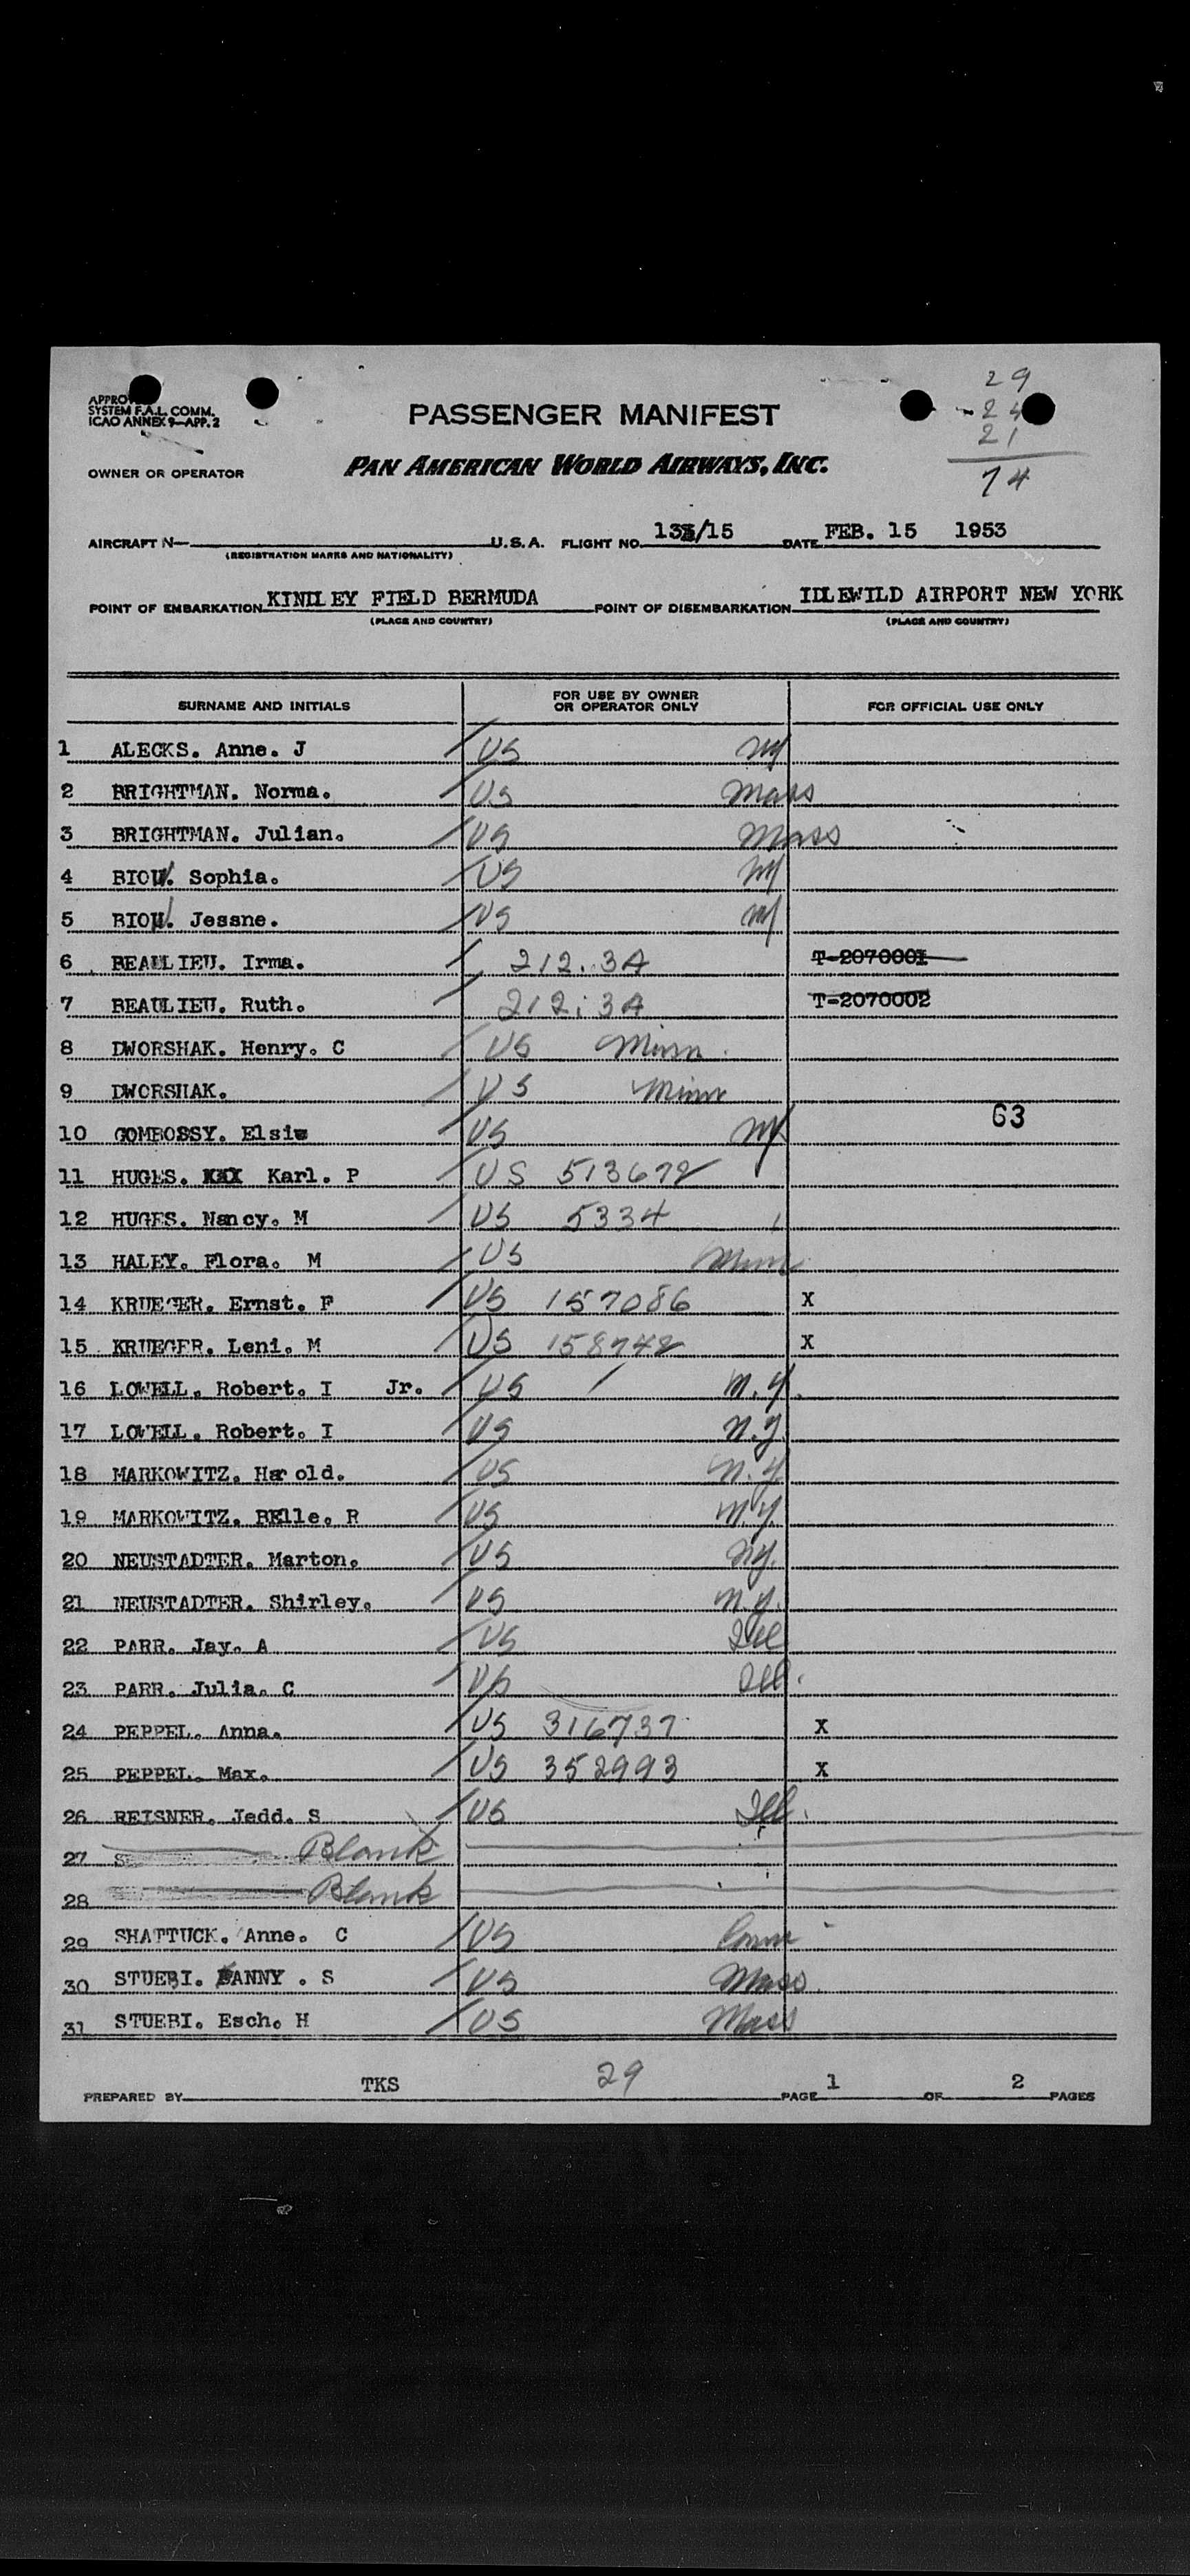 29
24
21
74
APPRO
SYSTEM F.A.L. COMM.
ICAO ANNEX 9—APP. 2
PASSENGER MANIFEST
OWNER OR OPERATOR PAN AMERICAN WORLD AIRWAYS, INC.
AIRCRAFT N— U.S.A. FLIGHT NO. /15 DATE FEB. 15 1953
(REGISTRATION MARKS AND NATIONALITY)
POINT OF EMBARKATION KINDLEY FIELD BERMUDA POINT OF DISEMBARKATION IDLEWILD AIRPORT NEW YORK
(PLACE AND COUNTRY) (PLACE AND COUNTRY)
SURNAME AND INITIALS FOR USE BY OWNER OR OPERATOR ONLY FOR OFFICIAL USE ONLY
1 ALECKS. Anne. J / US NY
2 BRIGHTMAN. Norma. / US Mass
3 BRIGHTMAN. Julian. / US Mass
4 Sophia. / US NY
5 Jessne. / US NY
6 BEAULIEU. Irma. / 212.3A T-2070001
7 BEAULIEU. Ruth. / 212.3A T-2070002
8 DWORSHAK. Henry. C / US Minn
9 DWORSHAK. / US Minn
63
10 GOMBOSSY. Elsie / US NY
11 HUGES. XXX Karl. P / US 513672
12 HUGES. Nancy. M / US 5334
13 HALEY. Flora. M / US
14 KRUEGER. Ernst. F / US 157086 X
15 KRUEGER. Leni. M / US 158742 X
16 LOWELL. Robert. I Jr. / US N.Y.
17 LOWELL. Robert. I / US N.Y.
18 MARKOWITZ. Harold. / US N.Y.
19 MARKOWITZ. BElle. R / US N.Y.
20 NEUSTADTER. Marton. / US NY.
21 NEUSTADTER. Shirley. / US N.Y.
22 PARR. Jay. A / US Ill
23 PARR. Julia. C / US Ill.
24 PEPPEL. Anna. / US 316737 X
25 PEPPEL. Max. / US 352993 X
26 REISNER. Jedd. S / US Ill.
27 S Blank
28 Blank
29 SHATTUCK. Anne. C / US Conn
30 STUEBI. . S / US Mass
31 STUEBI. Esch. H / US Mass
PREPARED BY TKS 29 PAGE 1 OF 2 PAGES